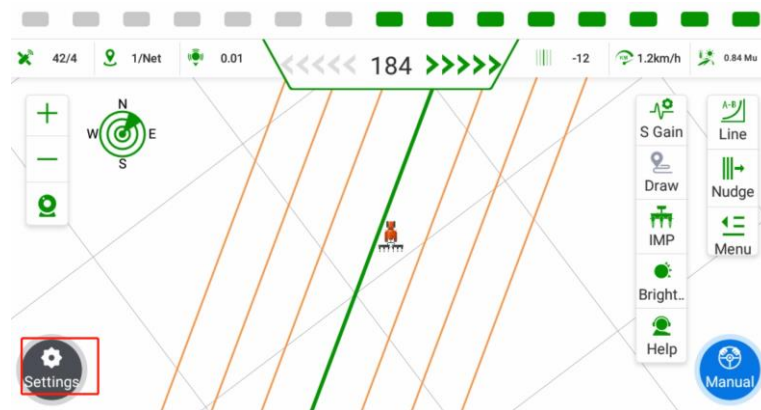 42/4
1/Net
0.01
<<<<< 184 >>>>>
-12
1.2km/h
0.84 Mu
N
W
E
S
S Gain
Draw
IMP
Bright..
Help
A-B
Line
Nudge
Menu
Settings
Manual